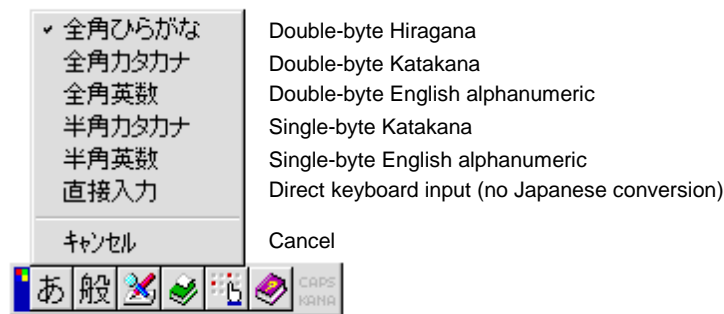 ✓ 全角ひらがな Double-byte Hiragana
全角カタカナ Double-byte Katakana
全角英数 Double-byte English alphanumeric
半角カタカナ Single-byte Katakana
半角英数 Single-byte English alphanumeric
直接入力 Direct keyboard input (no Japanese conversion)
ｷｬﾝｾﾙ Cancel
あ 般 CAPS
KANA